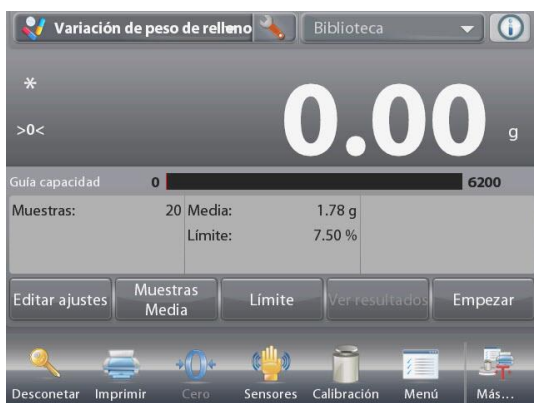 Variación de peso de relleno
Biblioteca
*
>0<
0.00 g
Guía capacidad 0 6200
Muestras: 20 Media: 1.78 g
Límite: 7.50 %
Editar ajustes
Muestras
Media
Límite
Ver resultados
Empezar
→0← Desconetar Imprimir Cero Sensores Calibración Menú Más...